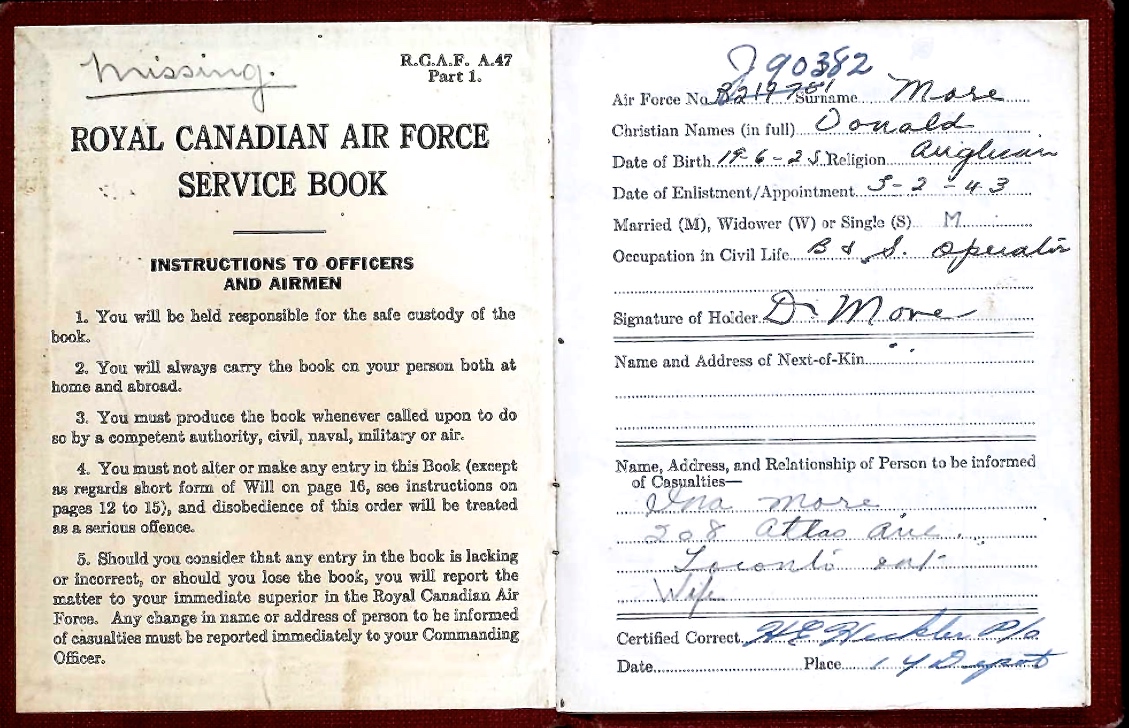 Missing.
R.C.A.F. A.47
Part 1.
ROYAL CANADIAN AIR FORCE
SERVICE BOOK
INSTRUCTIONS TO OFFICERS
AND AIRMEN
1. You will be held responsible for the safe custody of the
book.
2. You will always carry the book on your person both at
home and abroad.
3. You must produce the book whenever called upon to do
so by a competent authority, civil, naval, military or air.
4. You must not alter or make any entry in this Book (except
as regards short form of Will on page 16, see instructions on
pages 12 to 15), and disobedience of this order will be treated
as a serious offence.
5. Should you consider that any entry in the book is lacking
or incorrect, or should you lose the book, you will report the
matter to your immediate superior in the Royal Canadian Air
Force. Any change in name or address of person to be informed
of casualties must be reported immediately to your Commanding
Officer.
J90382
Air Force No. R219751 Surname More
Christian Names (in full) Donald
Date of Birth 19-6-25 Religion Anglican
Date of Enlistment/Appointment 5-2-43
Married (M), Widower (W) or Single (S) M
Occupation in Civil Life B & S. Operator
Signature of Holder D More
Name and Address of Next-of-Kin
Name, Address, and Relationship of Person to be informed
of Casualties—
Ina More
208 Atlas Ave.
Toronto ont
Wife
Certified Correct H E Heckler P/O
Date Place 1 Y Depot